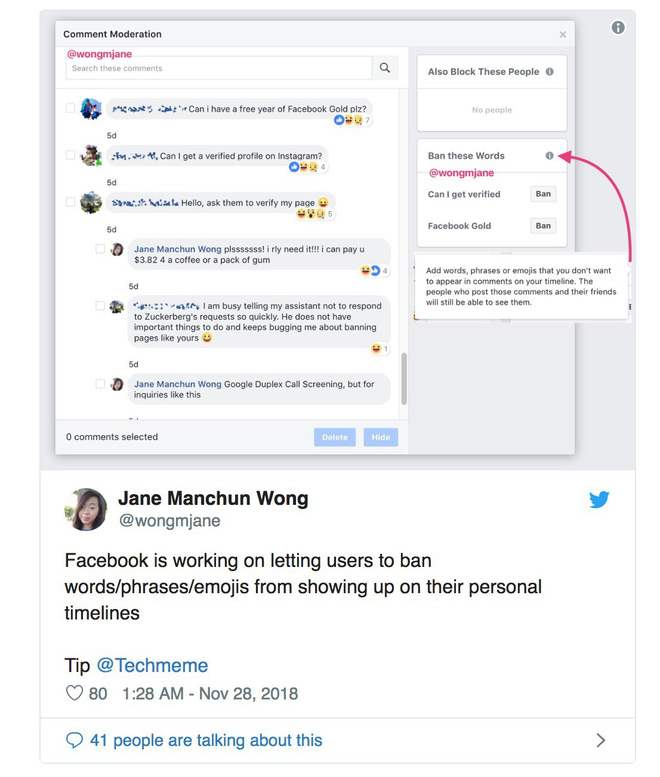 Comment Moderation
@wongmjane
Search these comments
Can i have a free year of Facebook Gold plz?
7
5d
Can I get a verified profile on Instagram?
4
5d
Hello, ask them to verify my page 😛
5
5d
Jane Manchun Wong plsssssss! i rly need it!!! i can pay u
$3.82 4 a coffee or a pack of gum
4
5d
I am busy telling my assistant not to respond
to Zuckerberg's requests so quickly. He does not have
important things to do and keeps bugging me about banning
pages like yours 😛
1
5d
Jane Manchun Wong Google Duplex Call Screening, but for
inquiries like this
0 comments selected
Delete
Hide
Also Block These People
No people
Ban these Words
@wongmjane
Can I get verified
Ban
Facebook Gold
Ban
Add words, phrases or emojis that you don't want
to appear in comments on your timeline. The
people who post those comments and their friends
will still be able to see them.
Jane Manchun Wong
@wongmjane
Facebook is working on letting users to ban
words/phrases/emojis from showing up on their personal
timelines
Tip @Techmeme
80 1:28 AM - Nov 28, 2018
41 people are talking about this